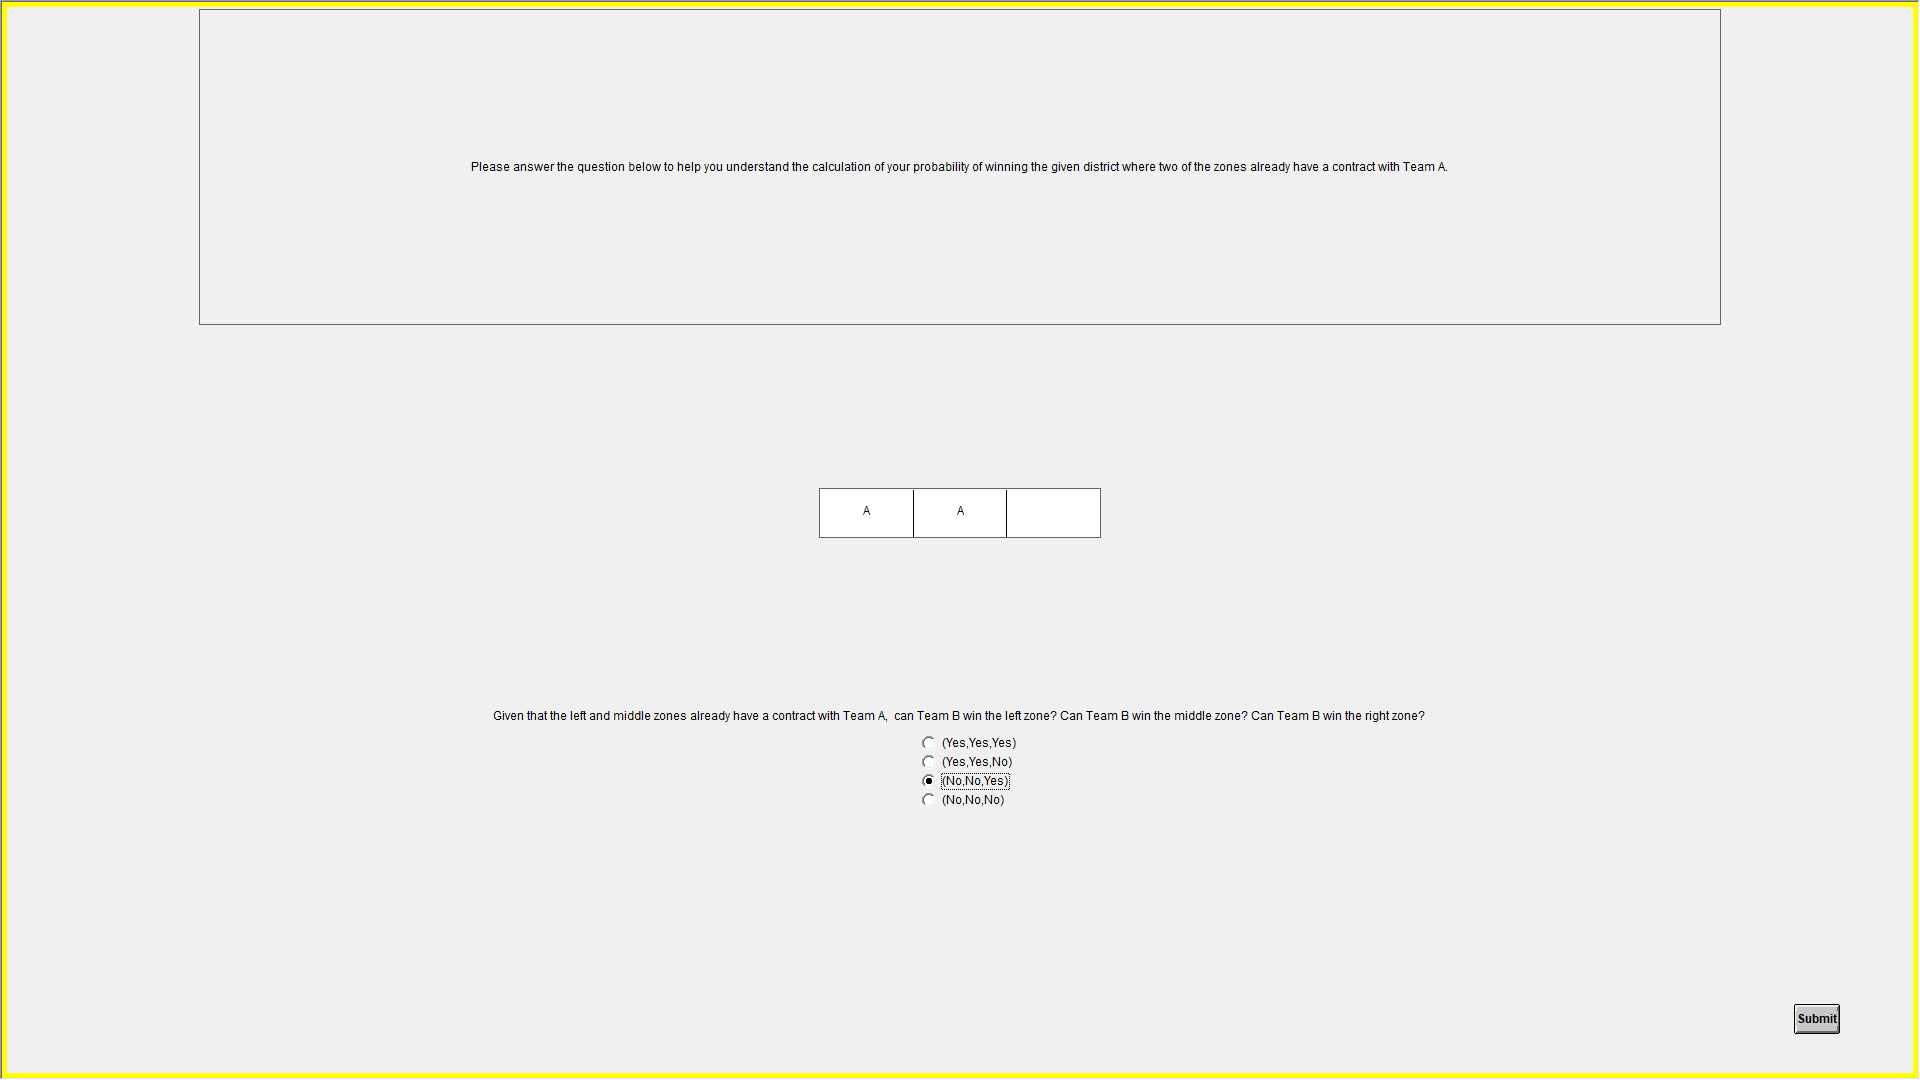 Please answer the question below to help you understand the calculation of your probability of winning the given district where two of the zones already have a contract with Team A.
A A
Given that the left and middle zones already have a contract with Team A,  can Team B win the left zone? Can Team B win the middle zone? Can Team B win the right zone?
(Yes,Yes,Yes)
(Yes,Yes,No)
(No,No,Yes)
(No,No,No)
Submit